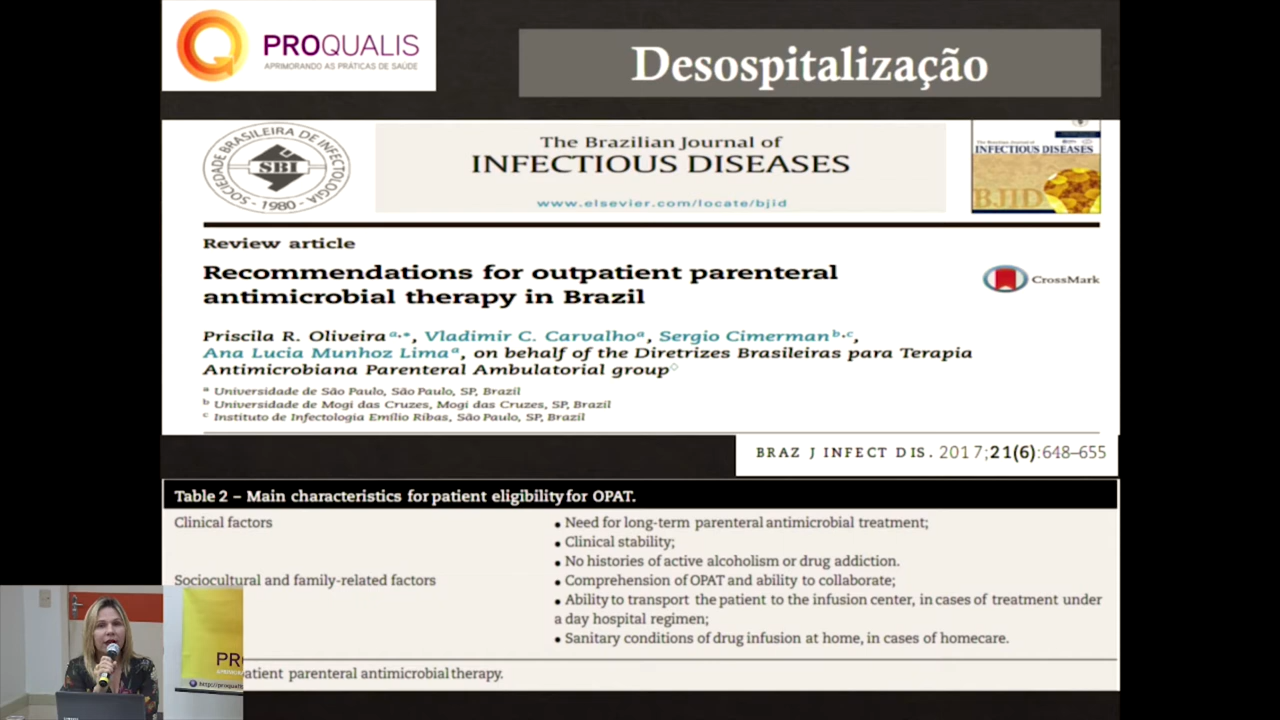 PROQUALIS
APRIMORANDO AS PRÁTICAS DE SAÚDE
Desospitalização
SOCIEDADE BRASILEIRA DE INFECTOLOGIA
SBI
- 1980 -
The Brazilian Journal of
INFECTIOUS DISEASES
www.elsevier.com/locate/bjid
The Brazilian Journal of
INFECTIOUS DISEASES
BJID
Review article
Recommendations for outpatient parenteral
antimicrobial therapy in Brazil
CrossMark
Priscila R. Oliveira a,*, Vladimir C. Carvalho a, Sergio Cimerman b,c,
Ana Lucia Munhoz Lima a, on behalf of the Diretrizes Brasileiras para Terapia
Antimicrobiana Parenteral Ambulatorial group◇
a Universidade de São Paulo, São Paulo, SP, Brazil
b Universidade de Mogi das Cruzes, Mogi das Cruzes, SP, Brazil
c Instituto de Infectologia Emílio Ribas, São Paulo, SP, Brazil
BRAZ J INFECT DIS. 2017;21(6):648–655
Table 2 – Main characteristics for patient eligibility for OPAT.
Clinical factors
• Need for long-term parenteral antimicrobial treatment;
• Clinical stability;
• No histories of active alcoholism or drug addiction.
Sociocultural and family-related factors
• Comprehension of OPAT and ability to collaborate;
• Ability to transport the patient to the infusion center, in cases of treatment under
a day hospital regimen;
• Sanitary conditions of drug infusion at home, in cases of homecare.
atient parenteral antimicrobial therapy.
PR
http://proquali